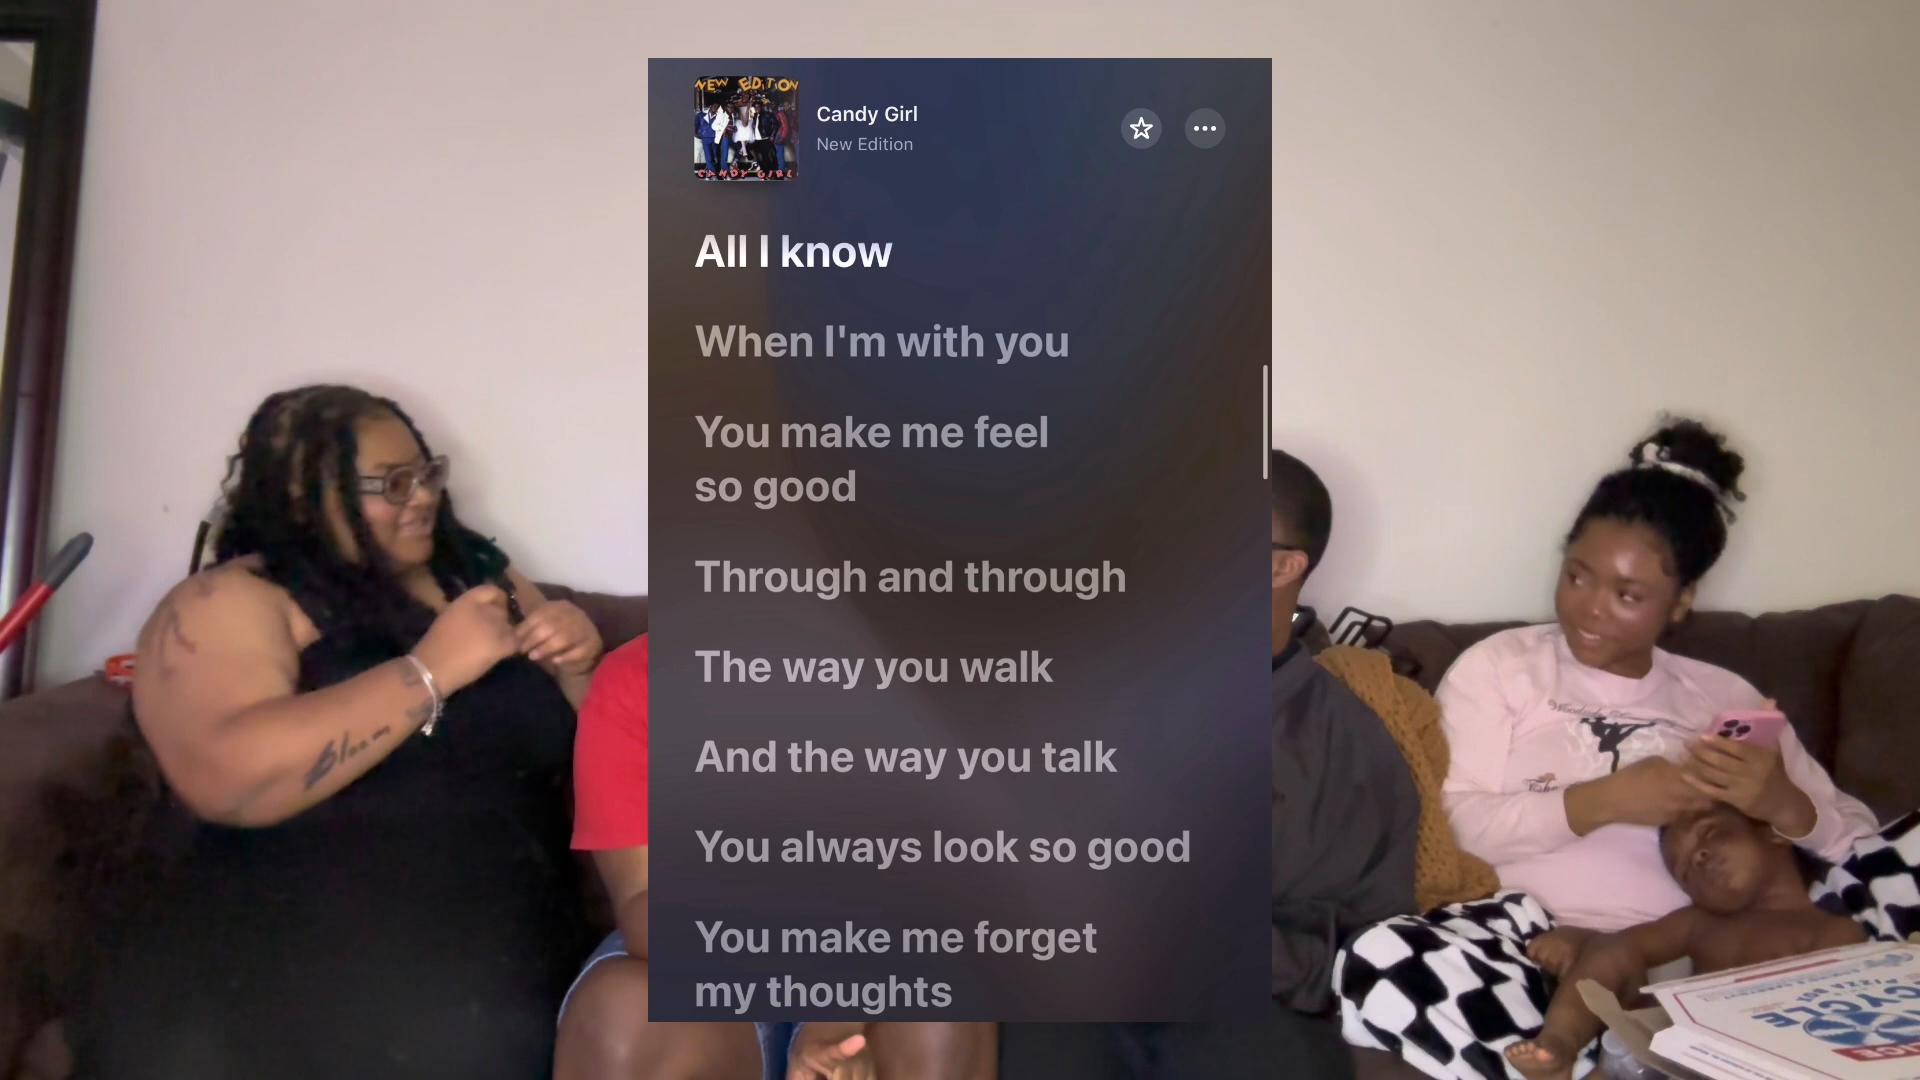 NEW EDITION
CANDY GIRL
Candy Girl
New Edition
All I know
When I'm with you
You make me feel
so good
Through and through
The way you walk
And the way you talk
You always look so good
You make me forget
my thoughts
Bloom
CYCLE